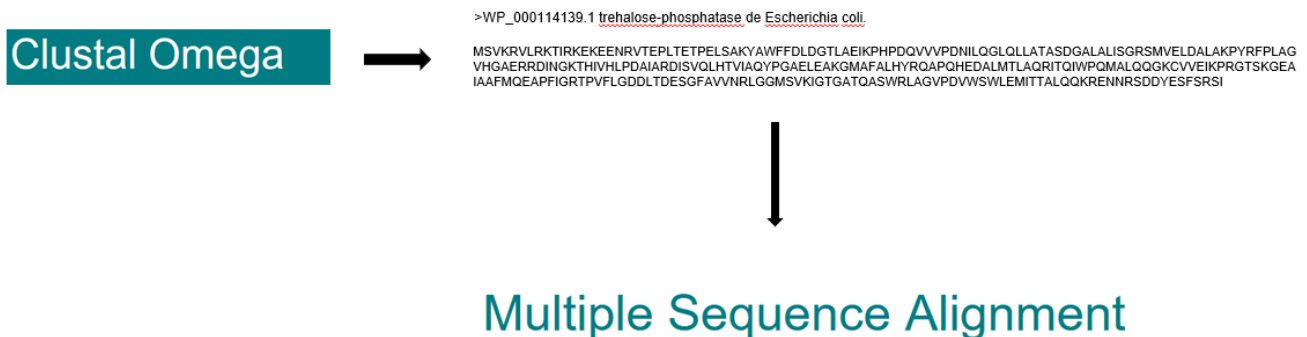 >WP_000114139.1 trehalose-phosphatase de Escherichia coli.
Clustal Omega
MSVKRVLRKTIRKEKEENRVTEPLTETPELSAKYAWFFDLDGTLAEIKPHPDQVVVPDNILQGLQLLATASDGALALISGRSMVELDALAKPYRFPLAG
VHGAERRDINGKTHIVHLPDAIARDISVQLHTVIAQYPGAELEAKGMAFALHYRQAPQHEDALMTLAQRITQIWPQMALQQGKCVVEIKPRGTSKGEA
IAAFMQEAPFIGRTPVFLGDDLTDESGFAVVNRLGGMSVKIGTGATQASWRLAGVPDVWSWLEMITTALQQKRENNRSDDYESFSRSI
Multiple Sequence Alignment